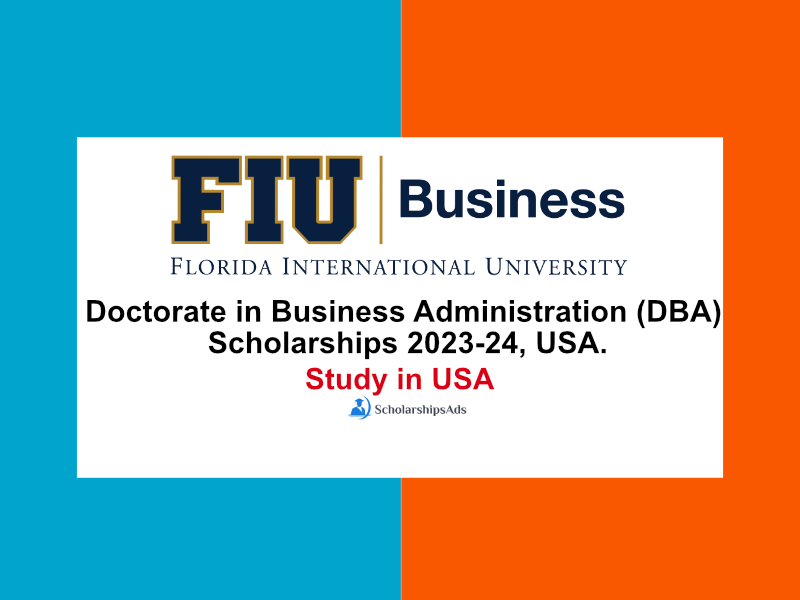 FIU Business
FLORIDA INTERNATIONAL UNIVERSITY
Doctorate in Business Administration (DBA)
Scholarships 2023-24, USA.
Study in USA
ScholarshipsAds